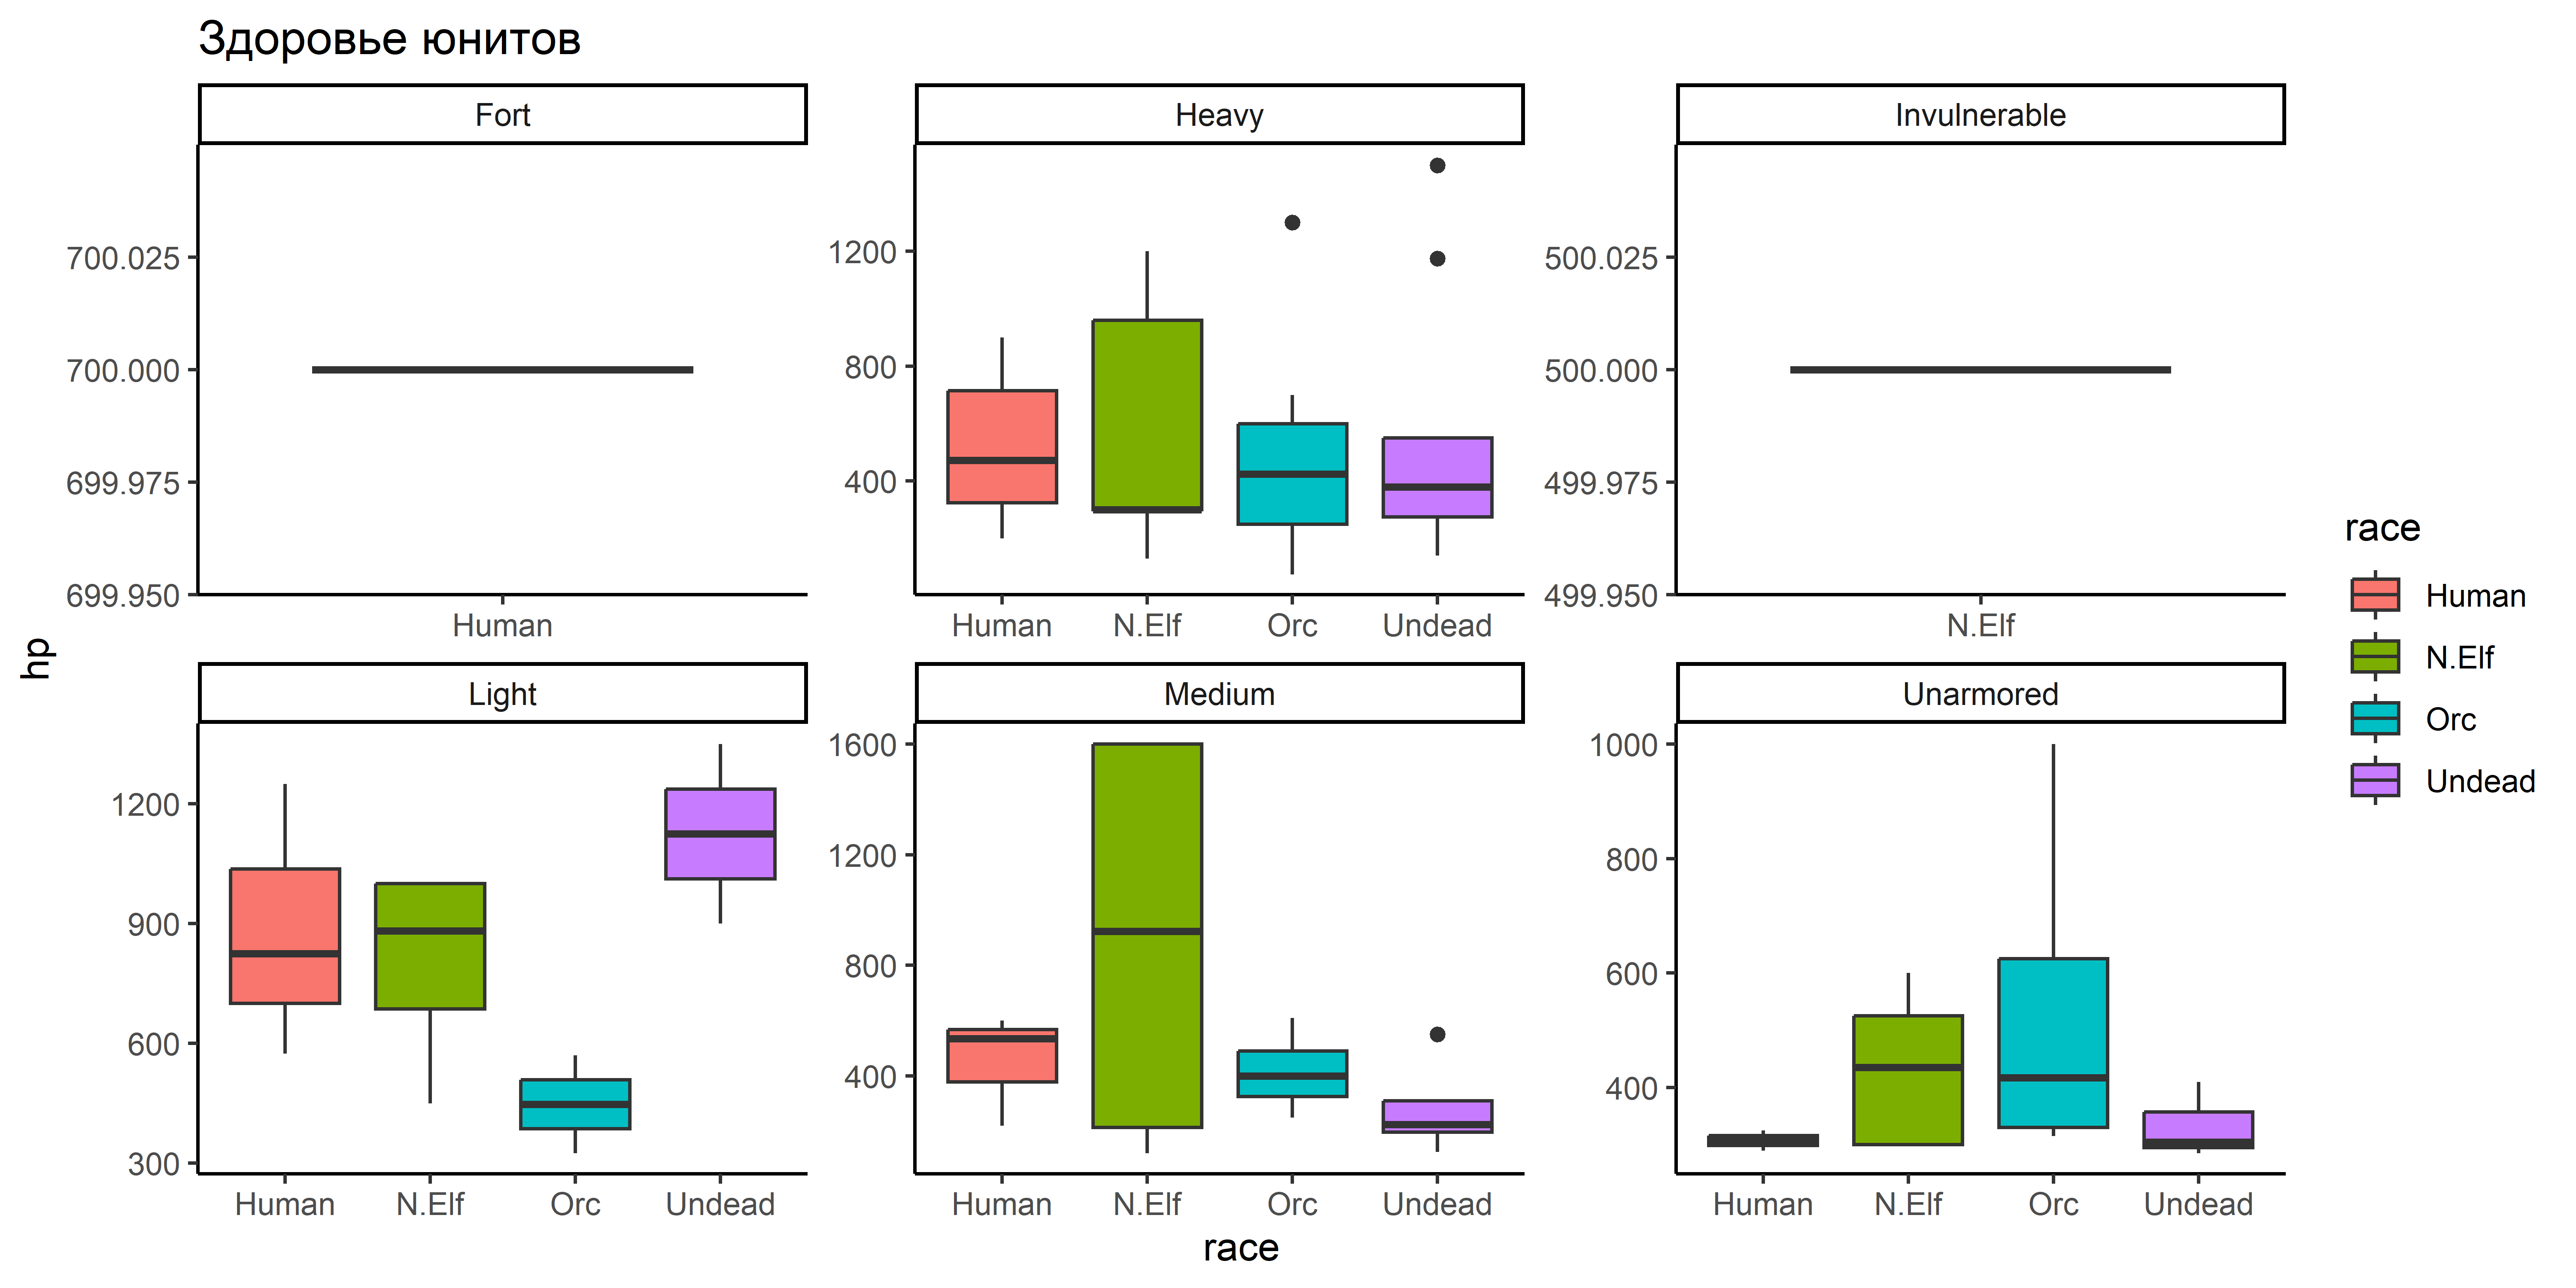 Здоровье юнитов
Fort
Heavy
Invulnerable
700.025
700.000
699.975
699.950
Human
1200
800
400
Human N.Elf Orc Undead
500.025
500.000
499.975
499.950
N.Elf
hp
Light
Medium
Unarmored
1200
900
600
300
Human N.Elf Orc Undead
1600
1200
800
400
Human N.Elf Orc Undead
1000
800
600
400
Human N.Elf Orc Undead
race
race
Human
N.Elf
Orc
Undead